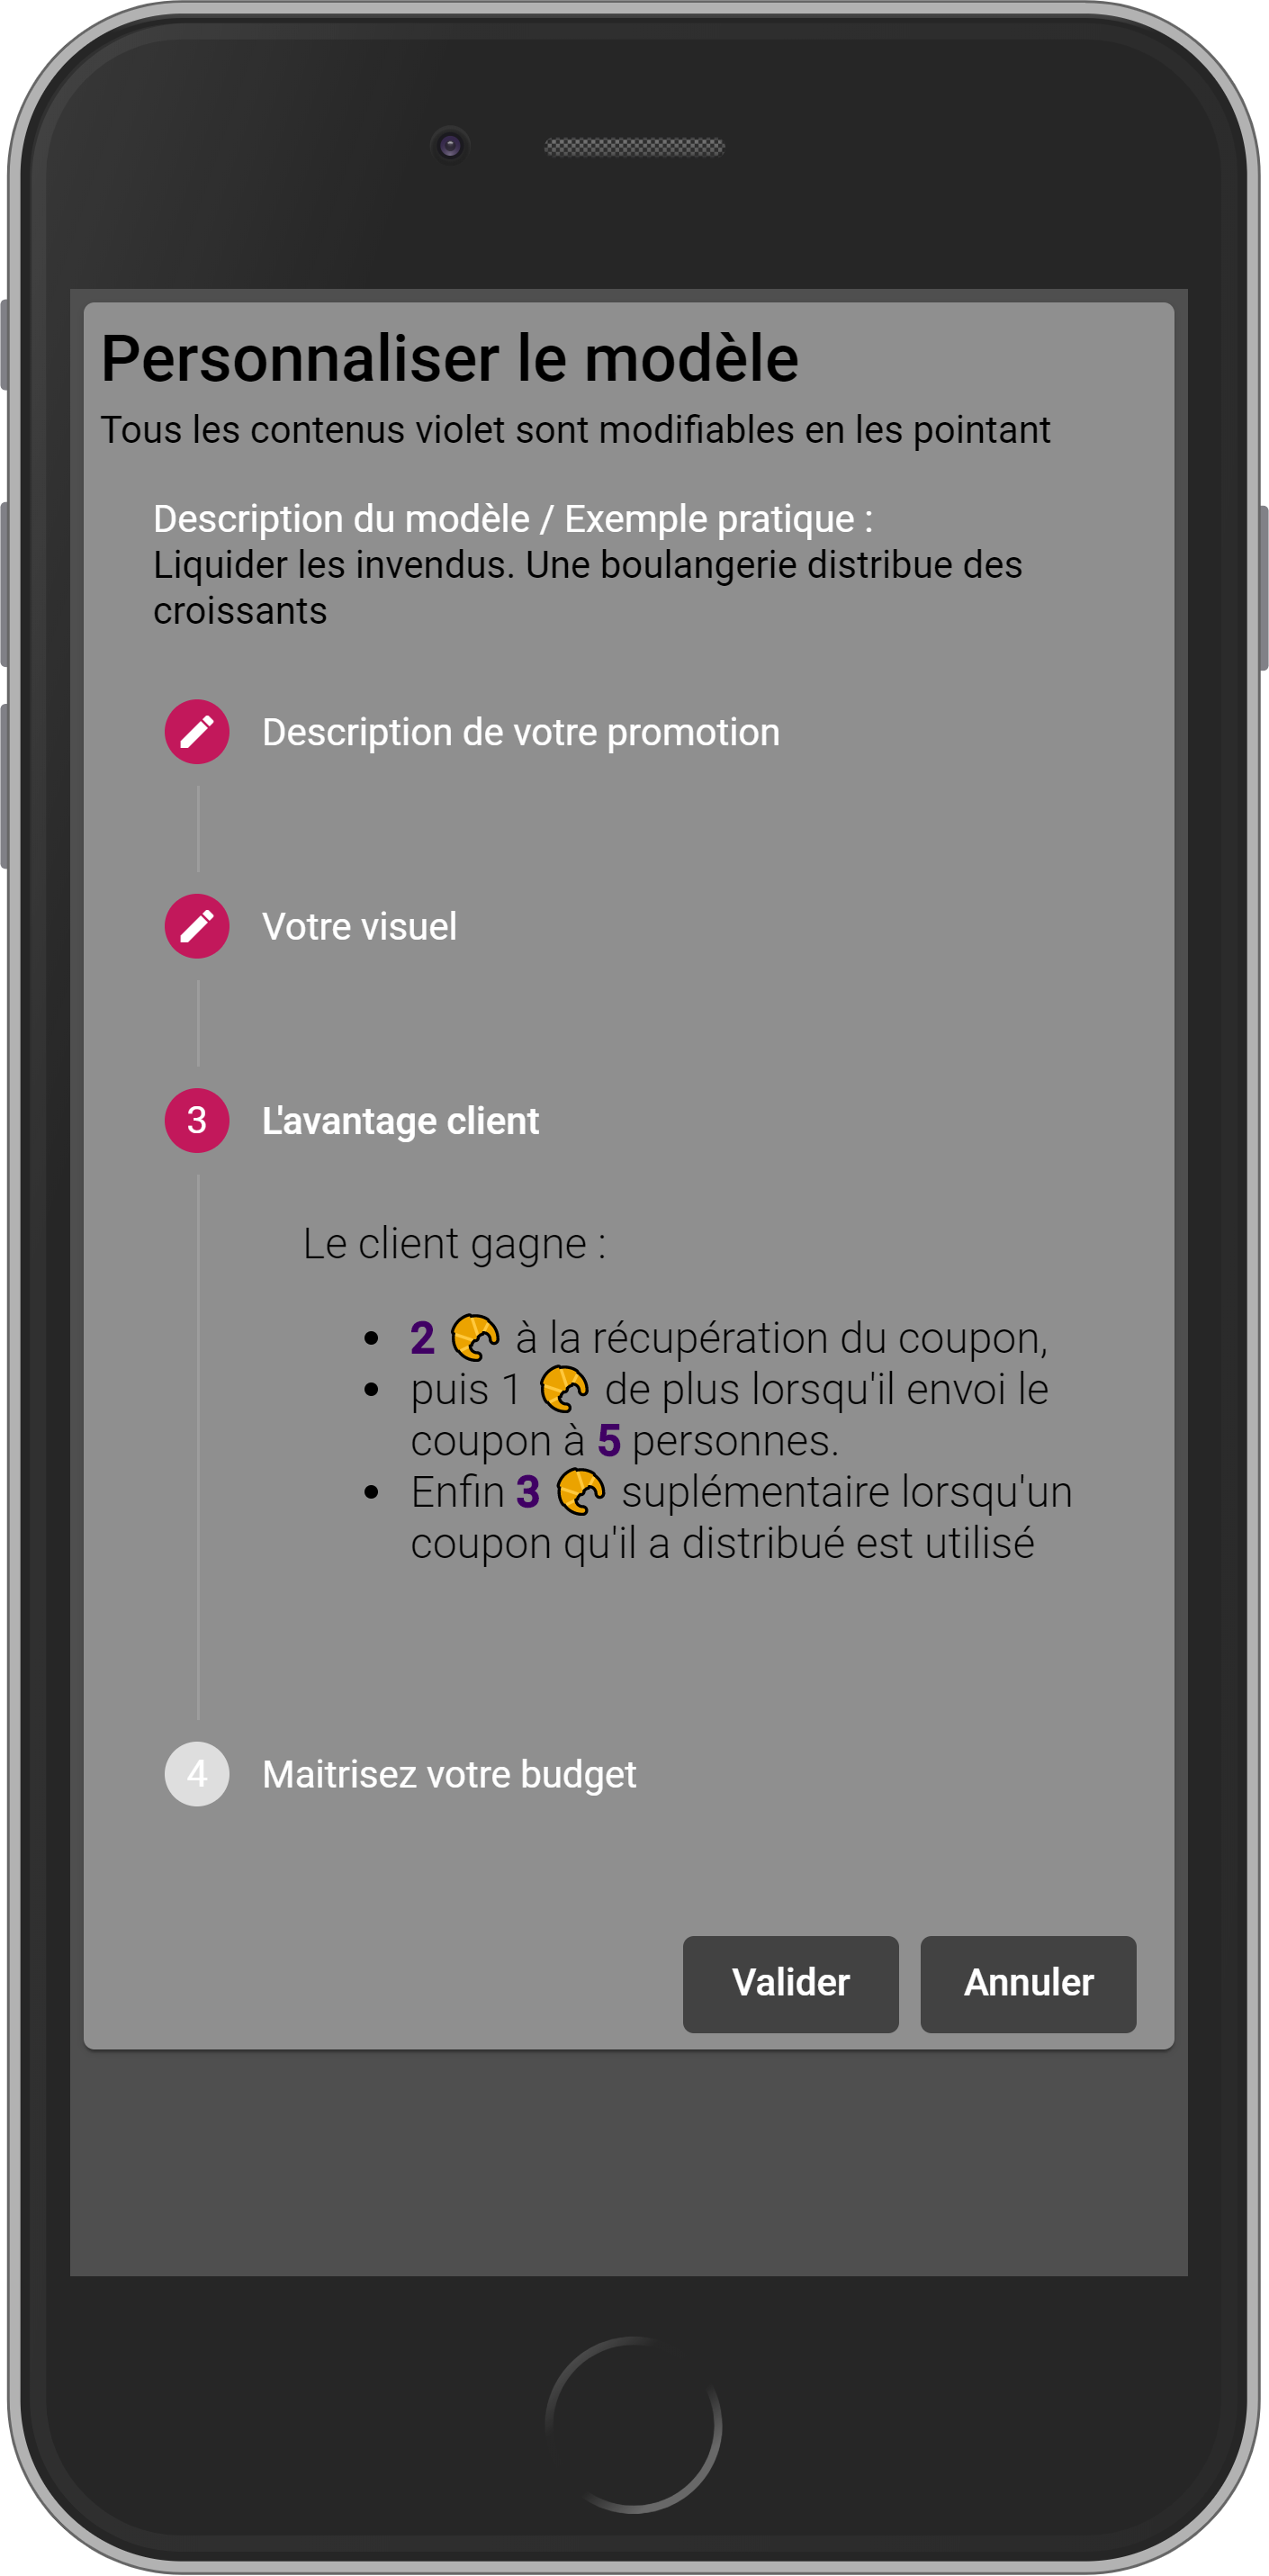 Personnaliser le modèle
Tous les contenus violet sont modifiables en les pointant
Description du modèle / Exemple pratique :
Liquider les invendus. Une boulangerie distribue des
croissants
Description de votre promotion
Votre visuel
3 L'avantage client
Le client gagne :
• 2 🥐 à la récupération du coupon,
• puis 1 🥐 de plus lorsqu'il envoi le
coupon à 5 personnes.
• Enfin 3 🥐 suplémentaire lorsqu'un
coupon qu'il a distribué est utilisé
4 Maitrisez votre budget
Valider Annuler